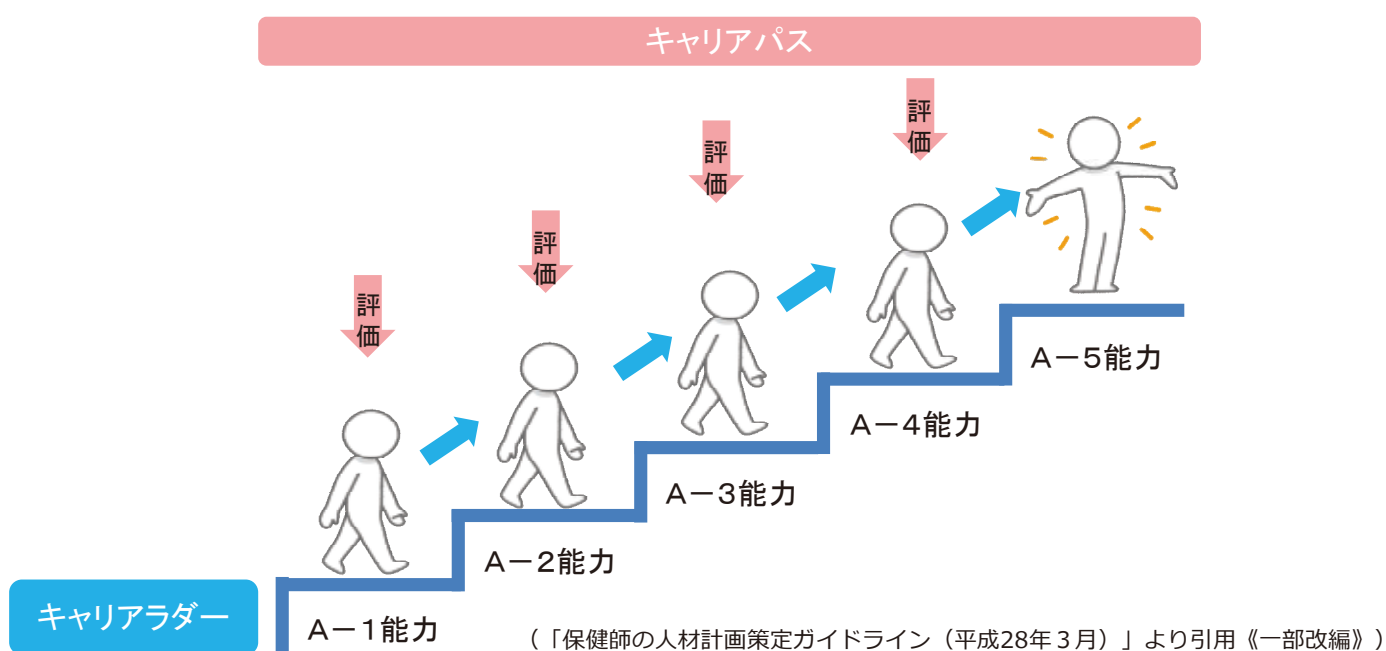 キャリアパス
評価
評価
評価
評価
A－5能力
A－4能力
A－3能力
A－2能力
キャリアラダー
A－1能力
（「保健師の人材計画策定ガイドライン（平成28年３月）」より引用《一部改編》）